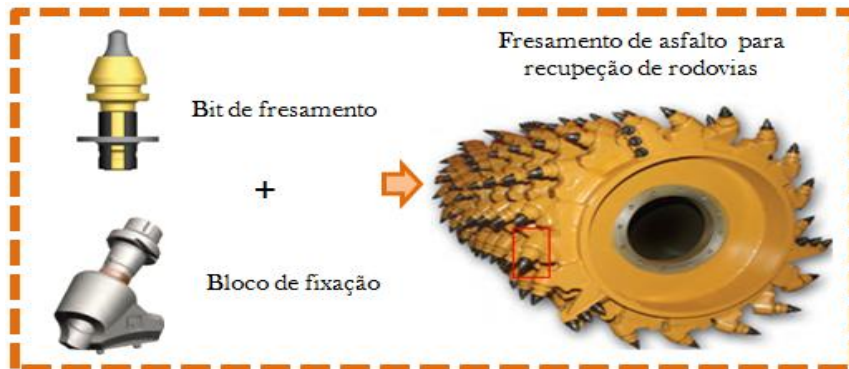 Bit de fresamento
+
Bloco de fixação
Fresamento de asfalto para
recupeção de rodovias